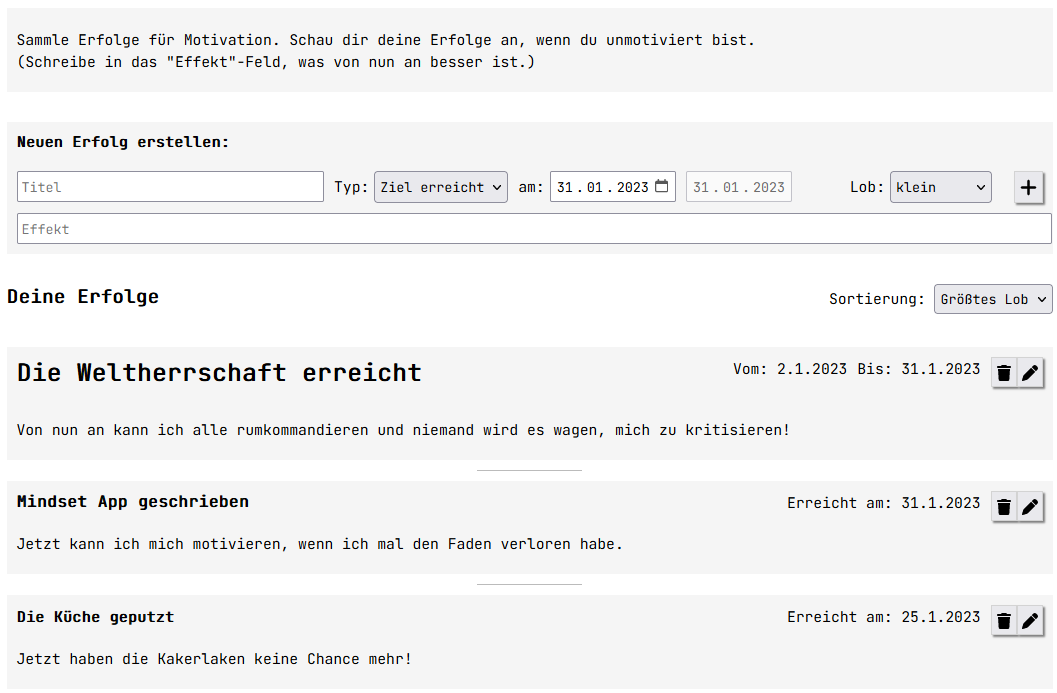 Sammle Erfolge für Motivation. Schau dir deine Erfolge an, wenn du unmotiviert bist.
(Schreibe in das "Effekt"-Feld, was von nun an besser ist.)
Neuen Erfolg erstellen:
Titel Typ: Ziel erreicht am: 31.01.2023 31.01.2023 Lob: klein +
Effekt
Deine Erfolge Sortierung: Größtes Lob
Die Weltherrschaft erreicht Vom: 2.1.2023 Bis: 31.1.2023
Von nun an kann ich alle rumkommandieren und niemand wird es wagen, mich zu kritisieren!
Mindset App geschrieben Erreicht am: 31.1.2023
Jetzt kann ich mich motivieren, wenn ich mal den Faden verloren habe.
Die Küche geputzt Erreicht am: 25.1.2023
Jetzt haben die Kakerlaken keine Chance mehr!